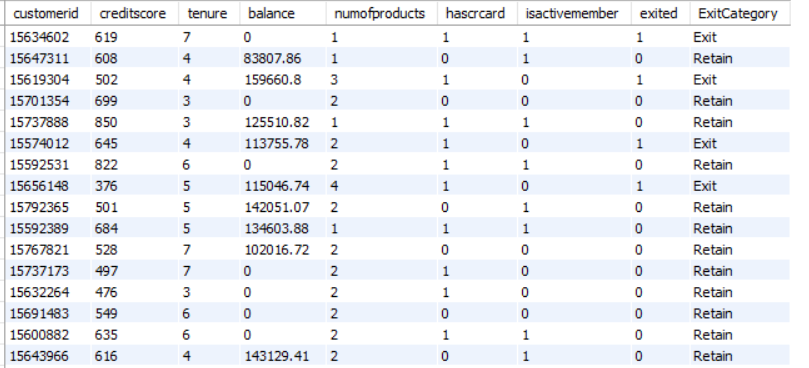 customerid creditscore tenure balance numofproducts hascrcard isactivemember exited ExitCategory
15634602 619 7 0 1 1 1 1 Exit
15647311 608 4 83807.86 1 0 1 0 Retain
15619304 502 4 159660.8 3 1 0 1 Exit
15701354 699 3 0 2 0 0 0 Retain
15737888 850 3 125510.82 1 1 1 0 Retain
15574012 645 4 113755.78 2 1 0 1 Exit
15592531 822 6 0 2 1 1 0 Retain
15656148 376 5 115046.74 4 1 0 1 Exit
15792365 501 5 142051.07 2 0 1 0 Retain
15592389 684 5 134603.88 1 1 1 0 Retain
15767821 528 7 102016.72 2 0 0 0 Retain
15737173 497 7 0 2 1 0 0 Retain
15632264 476 3 0 2 1 0 0 Retain
15691483 549 6 0 2 0 0 0 Retain
15600882 635 6 0 2 1 1 0 Retain
15643966 616 4 143129.41 2 0 1 0 Retain